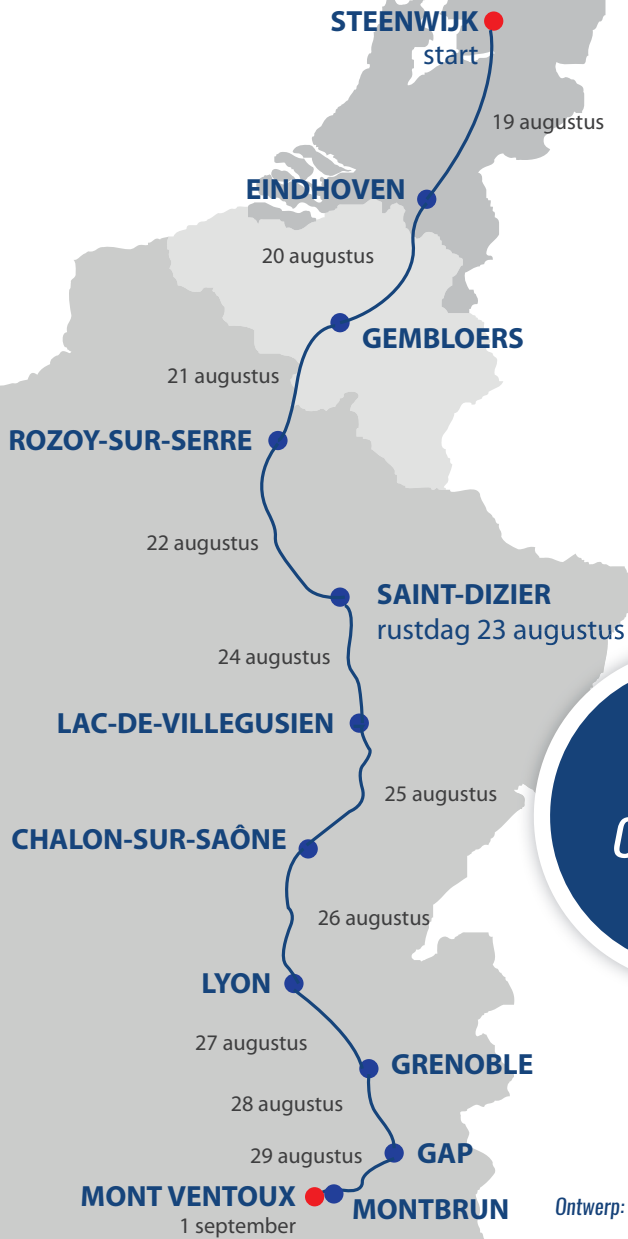 STEENWIJK
start
19 augustus
EINDHOVEN
20 augustus
GEMBLOERS
21 augustus
ROZOY-SUR-SERRE
22 augustus
SAINT-DIZIER
rustdag 23 augustus
24 augustus
LAC-DE-VILLEGUSIEN
25 augustus
CHALON-SUR-SAÔNE
26 augustus
LYON
27 augustus
GRENOBLE
28 augustus
GAP
29 augustus
MONT VENTOUX
MONTBRUN
1 september
Ontwerp: